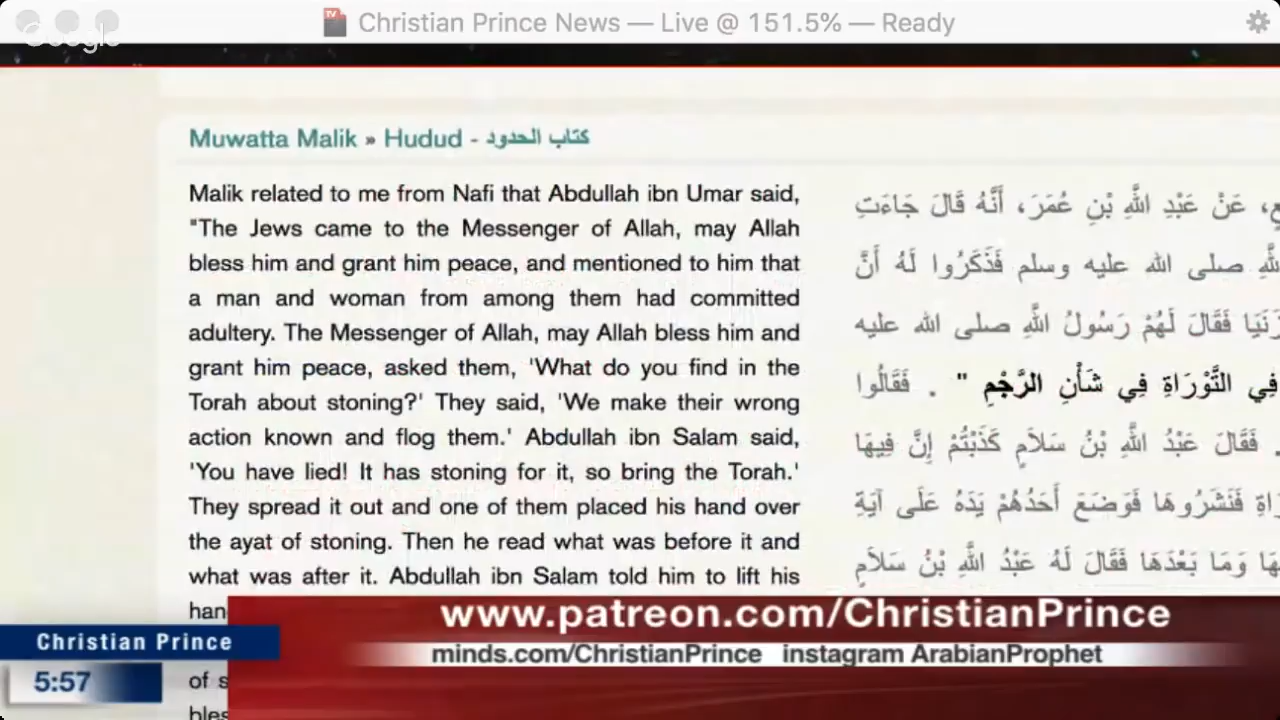 Christian Prince News — Live @ 151.5% — Ready
Google
Muwatta Malik » Hudud - كتاب الحدود
Malik related to me from Nafi that Abdullah ibn Umar said,
"The Jews came to the Messenger of Allah, may Allah
bless him and grant him peace, and mentioned to him that
a man and woman from among them had committed
adultery. The Messenger of Allah, may Allah bless him and
grant him peace, asked them, 'What do you find in the
Torah about stoning?' They said, 'We make their wrong
action known and flog them.' Abdullah ibn Salam said,
'You have lied! It has stoning for it, so bring the Torah.'
They spread it out and one of them placed his hand over
the ayat of stoning. Then he read what was before it and
what was after it. Abdullah ibn Salam told him to lift his
han
of s
bles
عَنْ عَبْدِ اللَّهِ بْنِ عُمَرَ، أَنَّهُ قَالَ جَاءَتِ
صلى الله عليه وسلم فَذَكَرُوا لَهُ أَنَّ
فَقَالَ لَهُمْ رَسُولُ اللَّهِ صلى الله عليه
فِي التَّوْرَاةِ فِي شَأْنِ الرَّجْمِ " . فَقَالُوا
. فَقَالَ عَبْدُ اللَّهِ بْنُ سَلاَمٍ كَذَبْتُمْ إِنَّ فِيهَا
فَنَشَرُوهَا فَوَضَعَ أَحَدُهُمْ يَدَهُ عَلَى آيَةِ
وَمَا بَعْدَهَا فَقَالَ لَهُ عَبْدُ اللَّهِ بْنُ سَلاَمٍ
www.patreon.com/ChristianPrince
Christian Prince
minds.com/ChristianPrince instagram ArabianProphet
5:57